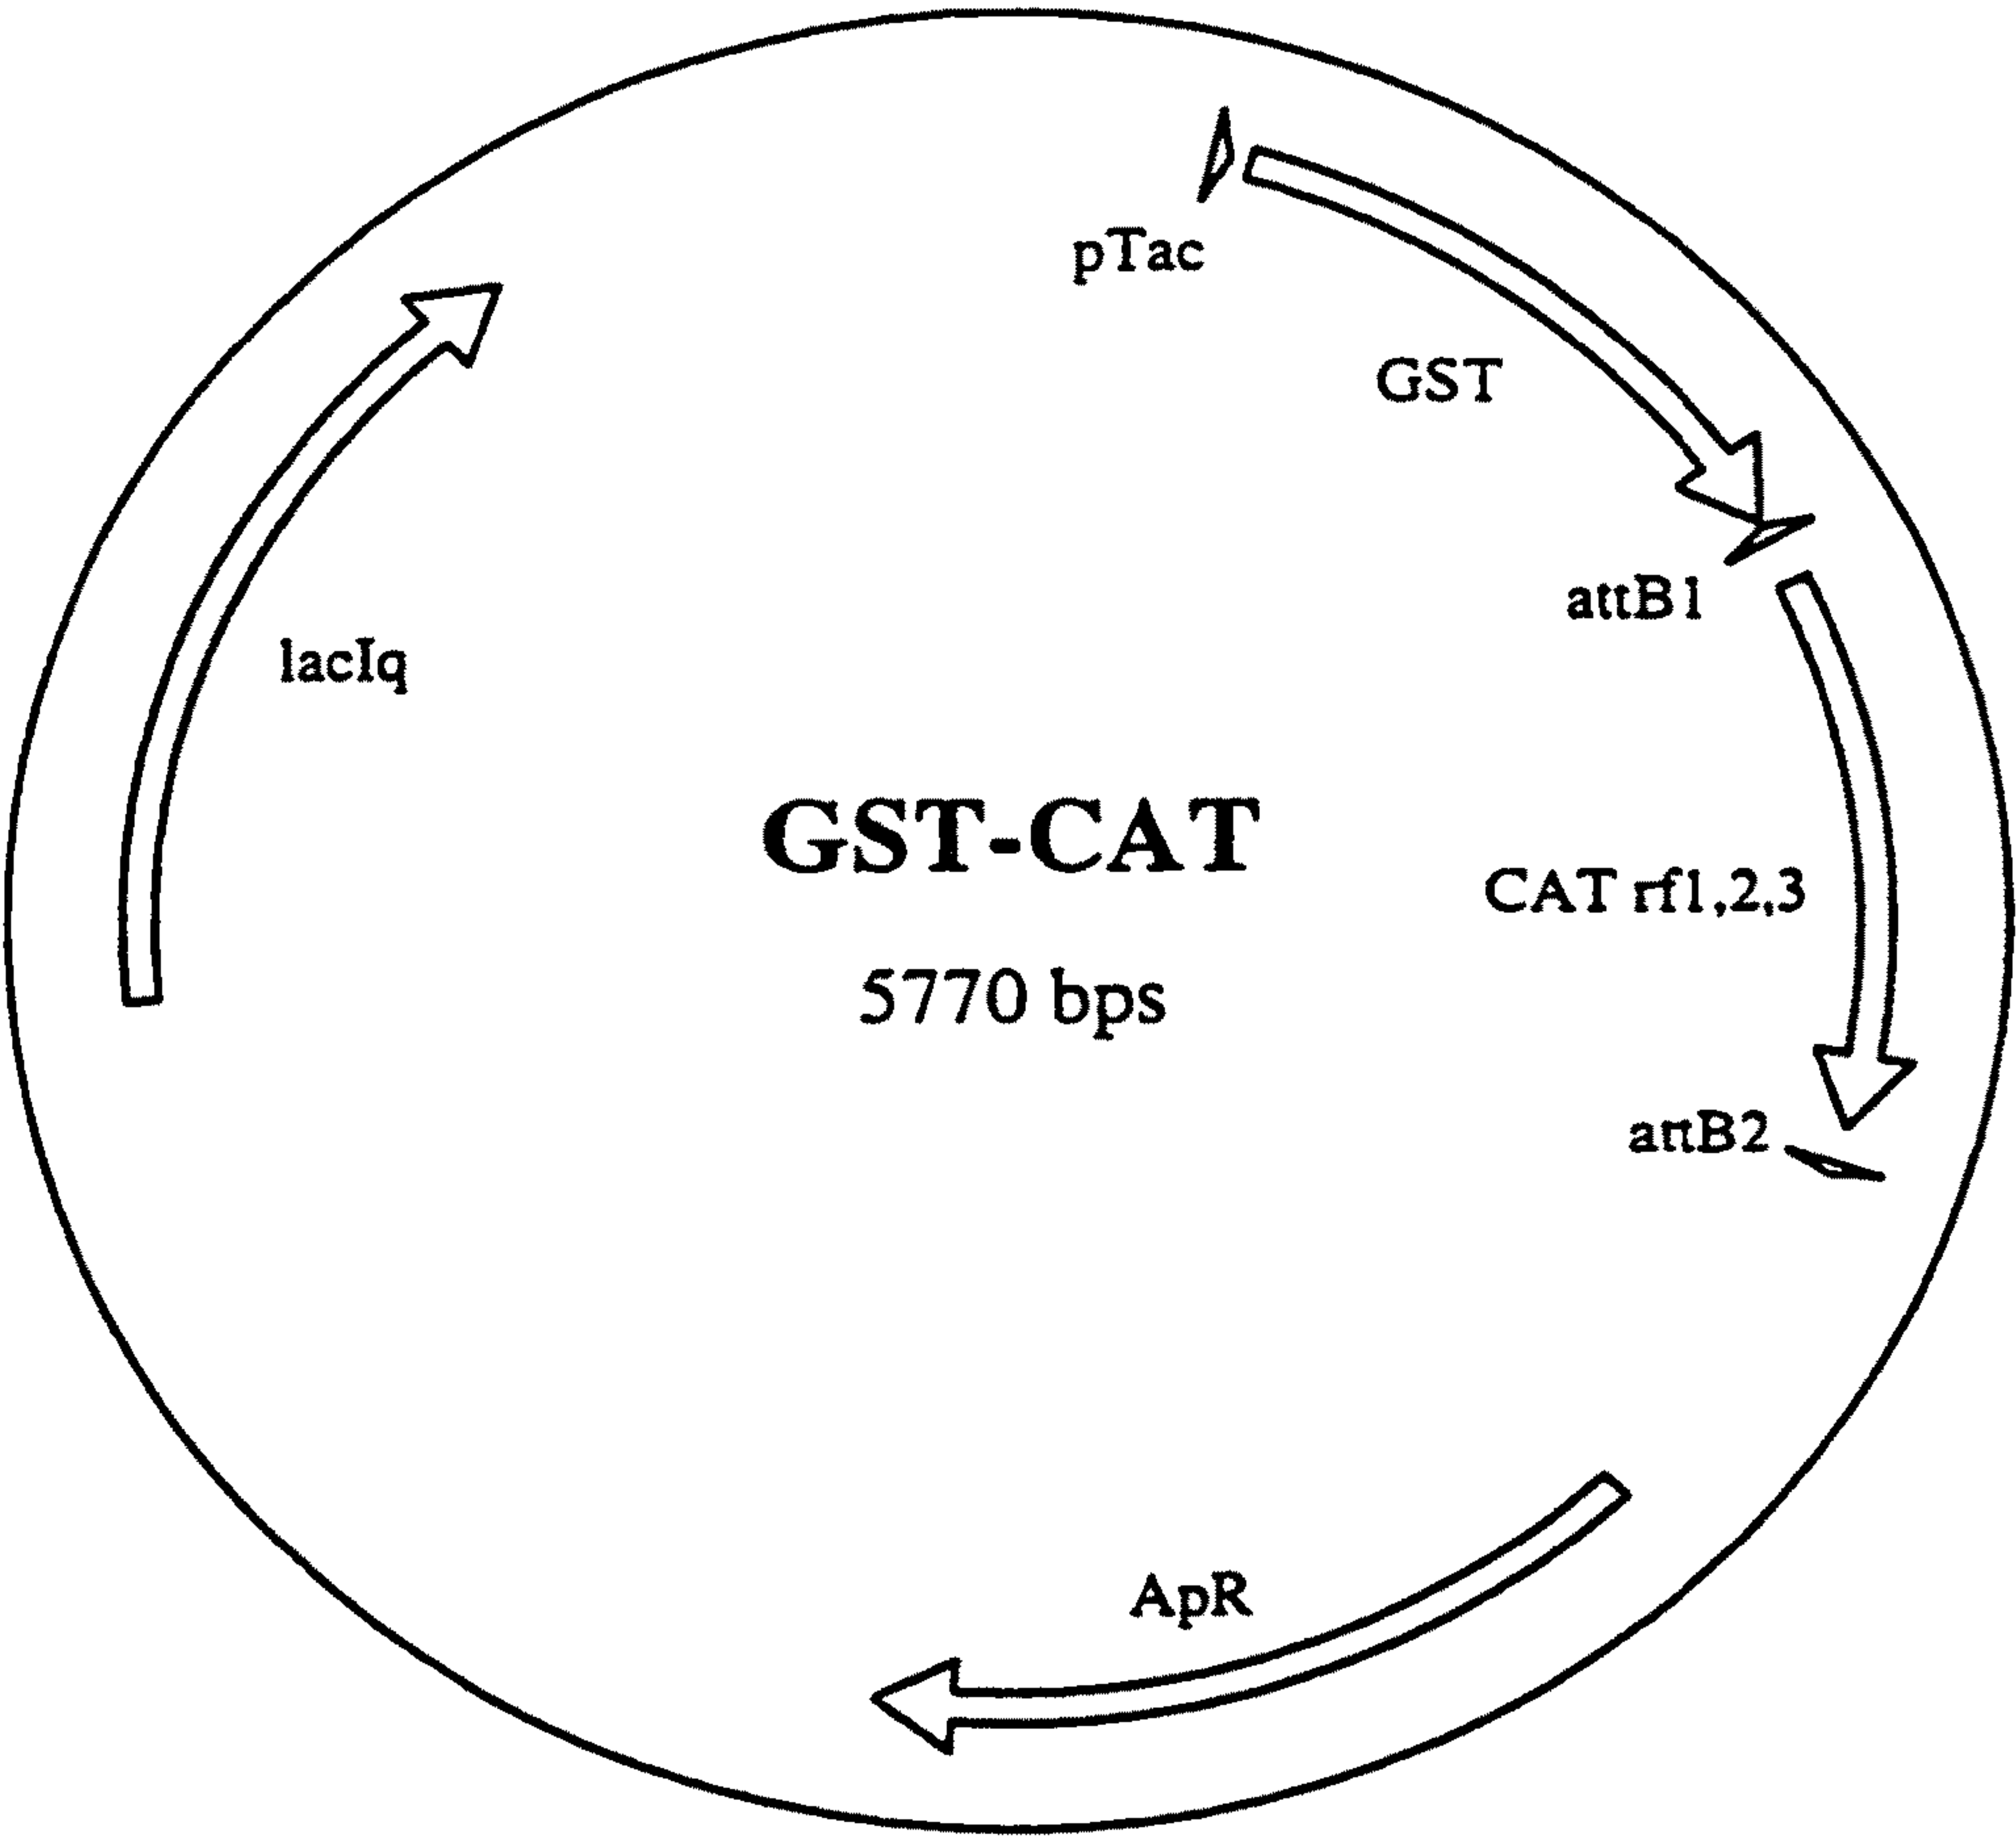 pTac
GST
attB1
lacIq
GST-CAT
5770 bps
CAT rf1,2,3
attB2
ApR